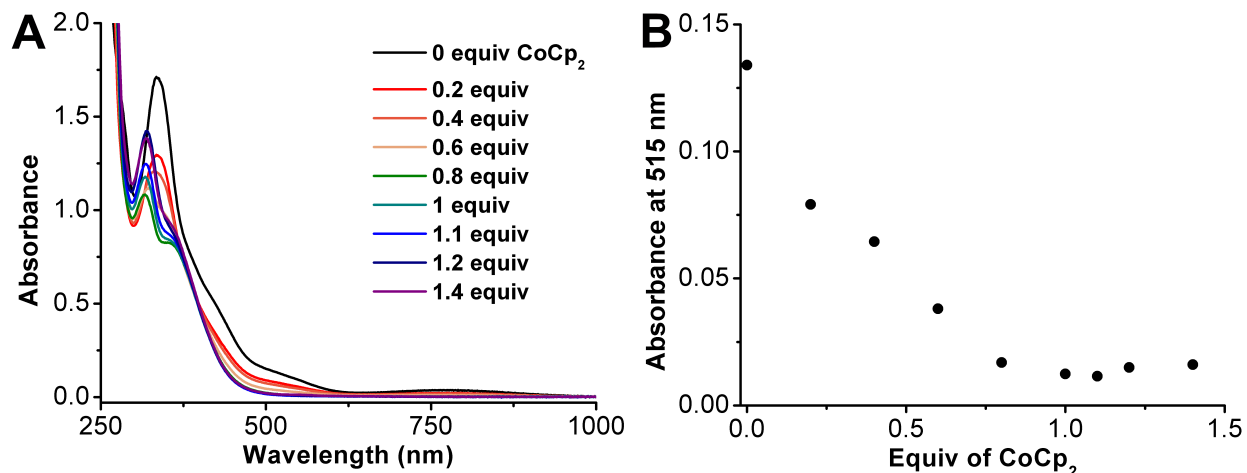 A
2.0
1.5
1.0
0.5
0.0
Absorbance
250
500
750
1000
Wavelength (nm)
0 equiv CoCp₂
0.2 equiv
0.4 equiv
0.6 equiv
0.8 equiv
1 equiv
1.1 equiv
1.2 equiv
1.4 equiv
B
0.15
0.10
0.05
0.00
Absorbance at 515 nm
0.0
0.5
1.0
1.5
Equiv of CoCp₂